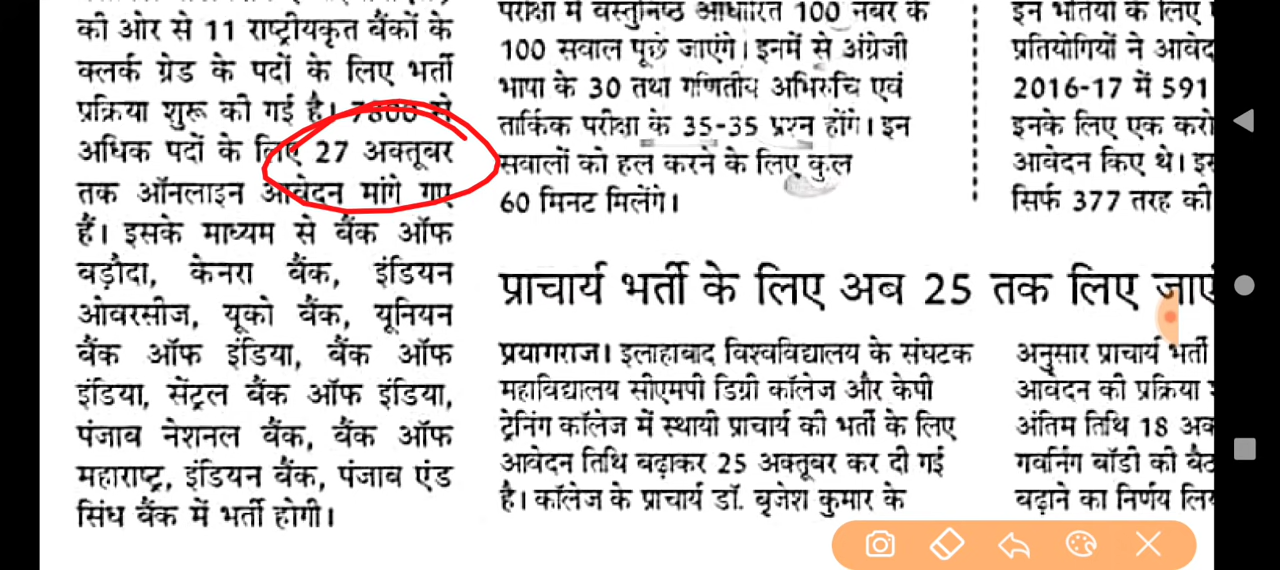 की ओर से 11 राष्ट्रीयकृत बैंकों के
क्लर्क ग्रेड के पदों के लिए भर्ती
प्रक्रिया शुरू की गई है। 7800 से
अधिक पदों के लिए 27 अक्तूबर
तक ऑनलाइन आवेदन मांगे गए
हैं। इसके माध्यम से बैंक ऑफ
बड़ौदा, केनरा बैंक, इंडियन
ओवरसीज, यूको बैंक, यूनियन
बैंक ऑफ इंडिया, बैंक ऑफ
इंडिया, सेंट्रल बैंक ऑफ इंडिया,
पंजाब नेशनल बैंक, बैंक ऑफ
महाराष्ट्र, इंडियन बैंक, पंजाब एंड
सिंध बैंक में भर्ती होगी।
परीक्षा में वस्तुनिष्ठ आधारित 100 नंबर के
100 सवाल पूछे जाएंगे। इनमें से अंग्रेजी
भाषा के 30 तथा गणितीय अभिरुचि एवं
तार्किक परीक्षा के 35-35 प्रश्न होंगे। इन
सवालों को हल करने के लिए कुल
60 मिनट मिलेंगे।
इन भर्तियों के लिए
प्रतियोगियों ने आवेद
2016-17 में 591
इनके लिए एक करो
आवेदन किए थे। इस
सिर्फ 377 तरह की
प्राचार्य भर्ती के लिए अब 25 तक लिए जाएं
प्रयागराज। इलाहाबाद विश्वविद्यालय के संघटक
महाविद्यालय सीएमपी डिग्री कॉलेज और केपी
ट्रेनिंग कॉलेज में स्थायी प्राचार्य की भर्ती के लिए
आवेदन तिथि बढ़ाकर 25 अक्तूबर कर दी गई
है। कॉलेज के प्राचार्य डॉ. बृजेश कुमार के
अनुसार प्राचार्य भर्ती
आवेदन की प्रक्रिया
अंतिम तिथि 18 अक
गवर्निंग बॉडी की बैठ
बढ़ाने का निर्णय लिय